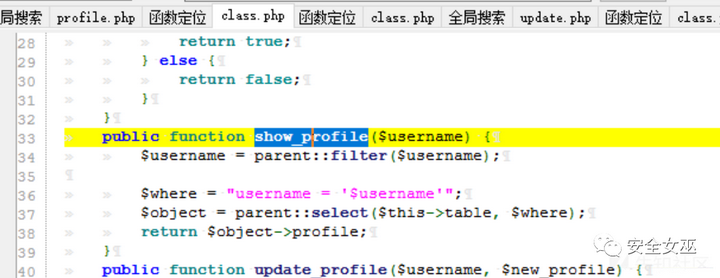 局搜索 profile.php 函数定位 class.php 函数定位 class.php 全局搜索 update.php 函数定位 class.
28 return true;
29 } else {
30 return false;
31 }
32 }
33 public function show_profile($username) {
34 $username = parent::filter($username);
35
36 $where = "username = '$username'";
37 $object = parent::select($this->table, $where);
38 return $object->profile;
39 }
40 public function update_profile($username, $new_profile) {
安全女巫